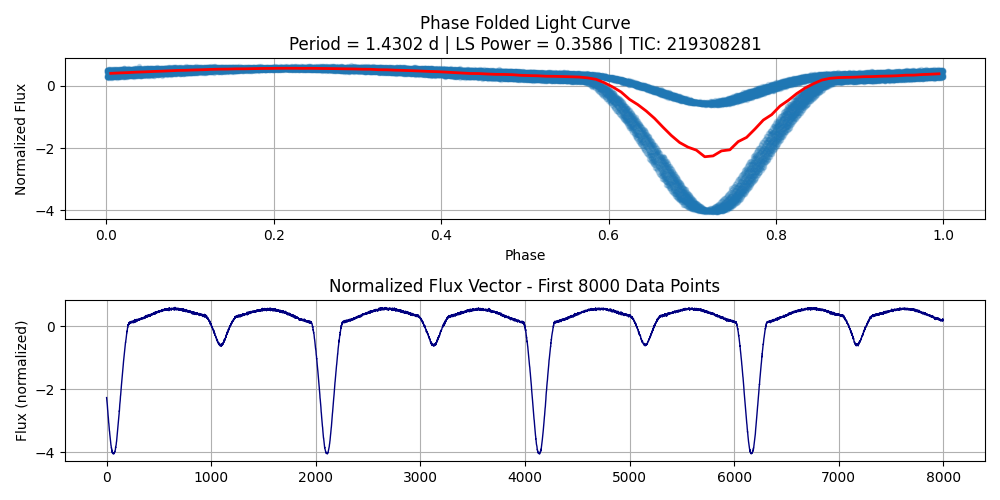 Phase Folded Light Curve
Period = 1.4302 d | LS Power = 0.3586 | TIC: 219308281
Normalized Flux
0
−2
−4
0.0 0.2 0.4 0.6 0.8 1.0
Phase
Normalized Flux Vector - First 8000 Data Points
Flux (normalized)
0
−2
−4
0 1000 2000 3000 4000 5000 6000 7000 8000